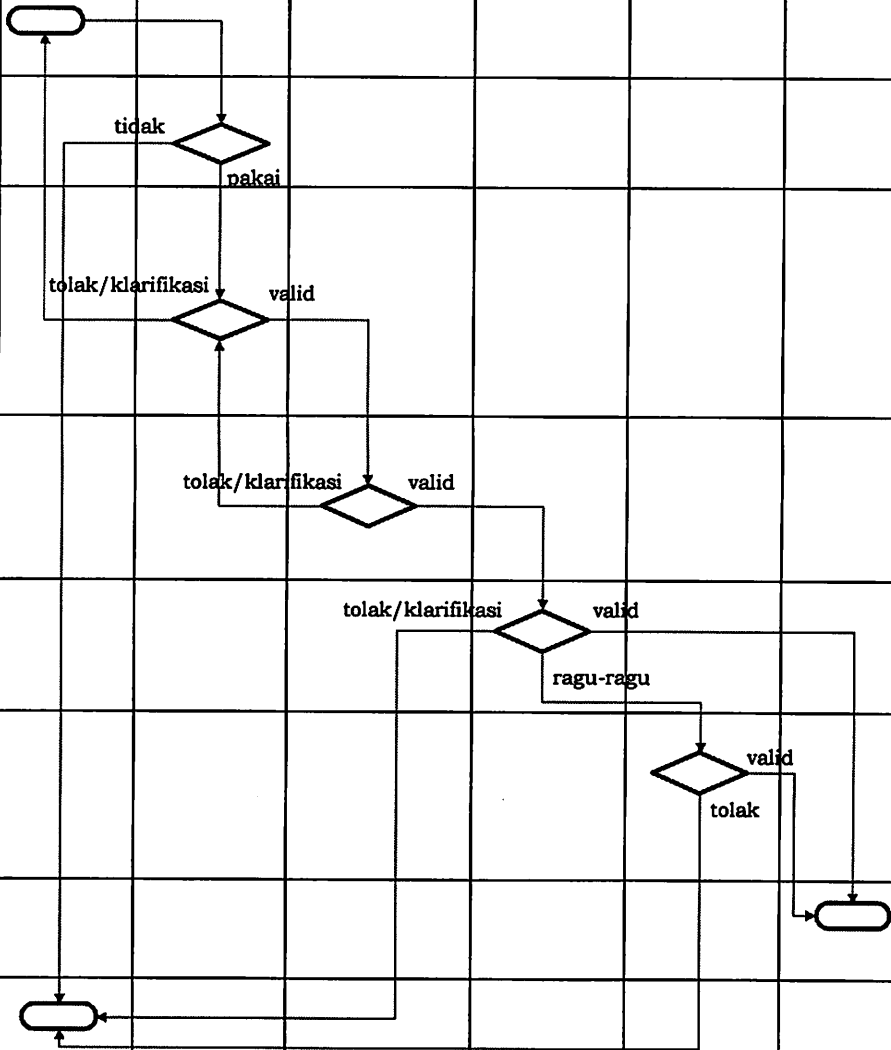 tidak
pakai
tolak/klarifikasi
valid
tolak/klarifikasi
valid
tolak/klarifikasi
valid
ragu-ragu
valid
tolak